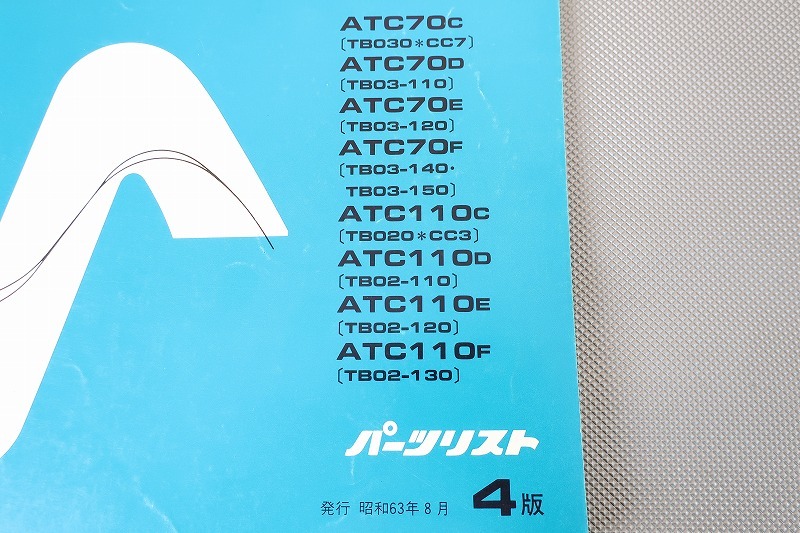 ATC70C
〔TB030＊CC7〕
ATC70D
〔TB03-110〕
ATC70E
〔TB03-120〕
ATC70F
〔TB03-140・
TB03-150〕
ATC110C
〔TB020＊CC3〕
ATC110D
〔TB02-110〕
ATC110E
〔TB02-120〕
ATC110F
〔TB02-130〕
パーツリスト
発行 昭和63年8月 4版